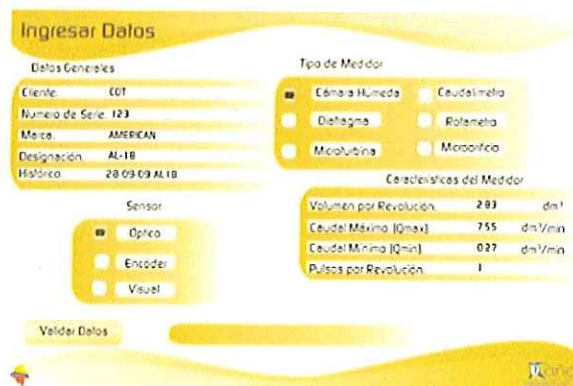 Ingresar Datos
Datos Generales
Cliente: CDT
Numero de Serie: 123
Marca: AMERICAN
Designación: AL-18
Histórico: 28-09-09 AL18
Tipo de Medidor
Cámara Húmeda
Caudalímetro
Diafragma
Rotametro
Microturbina
Microorificio
Sensor
Optico
Encóder
Visual
Características del Medidor
Volumen por Revolución: 2.83 dm³
Caudal Máximo (Qmax) 755 dm³/min
Caudal Mínimo (Qmin) 027 dm³/min
Pulsos por Revolución: 1
Validar Datos